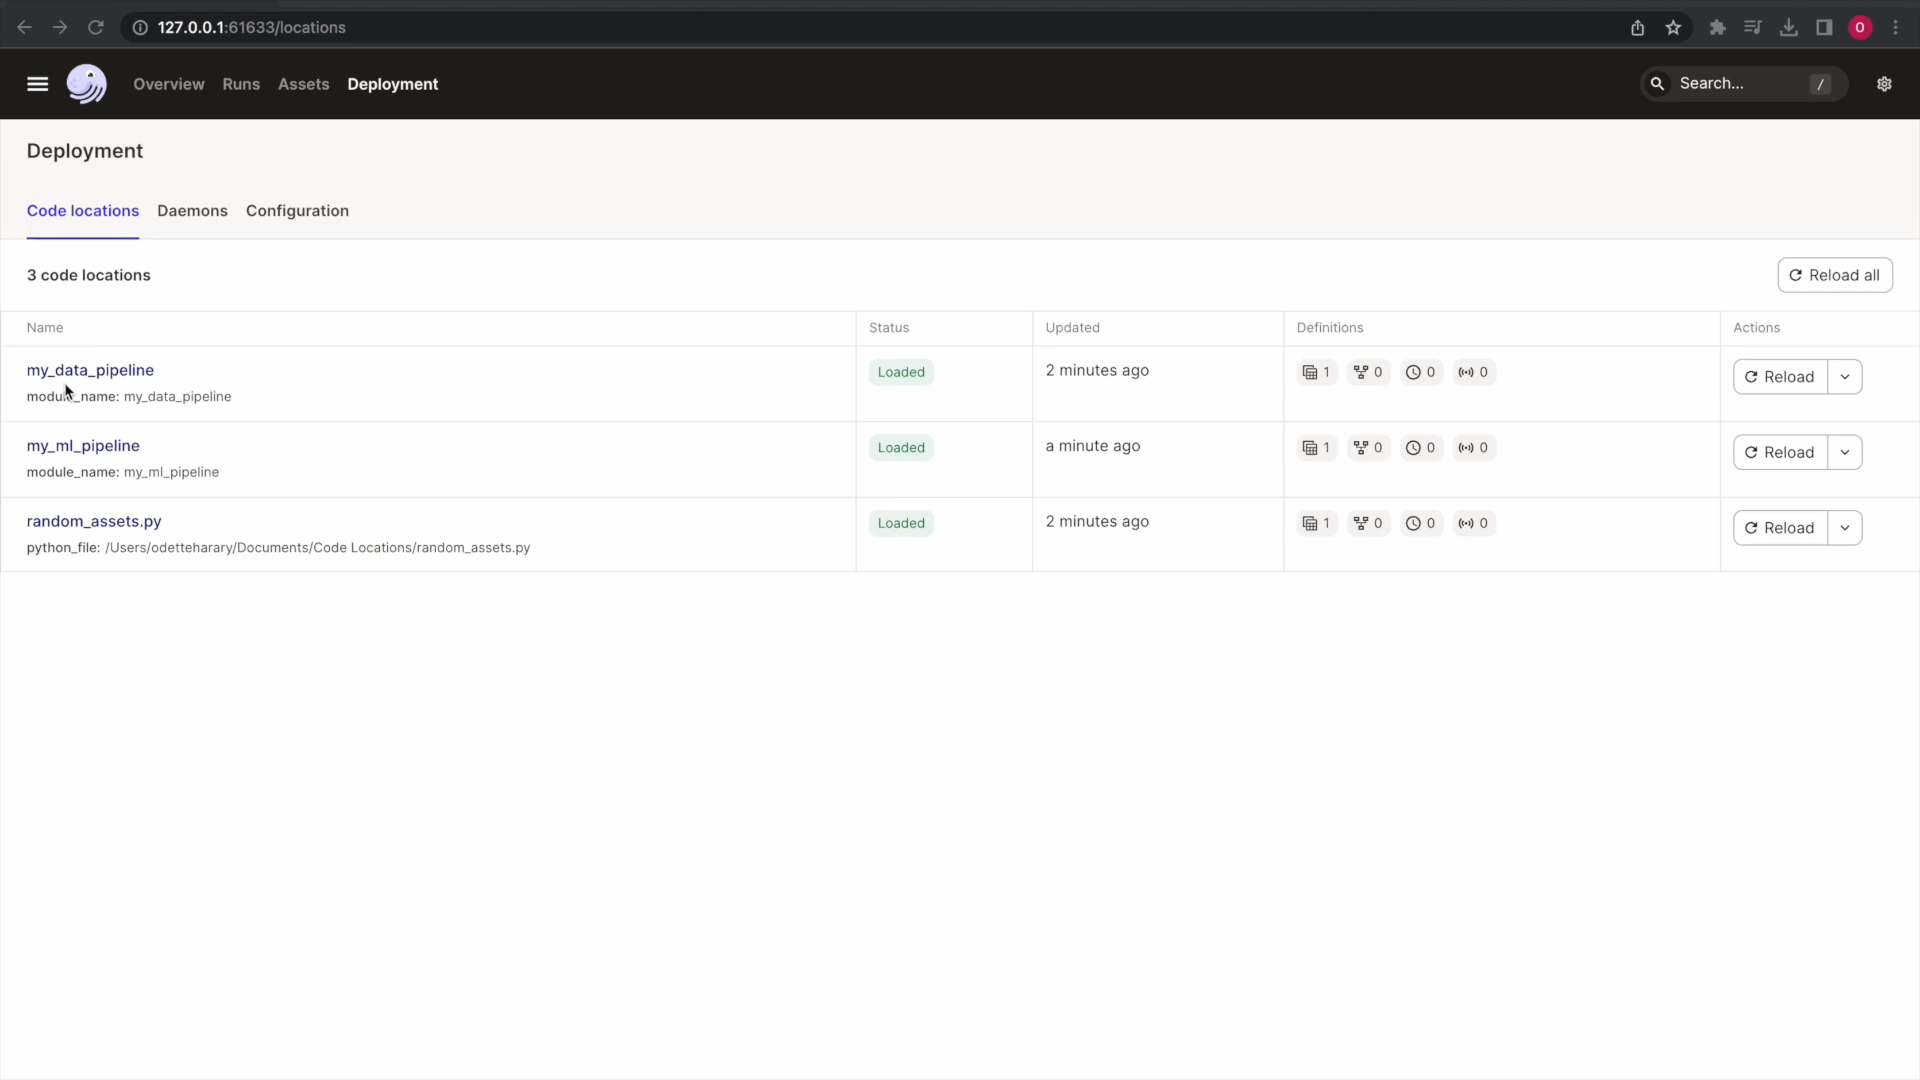 127.0.0.1:61633/locations
O
Overview Runs Assets Deployment
Search... /
Deployment
Code locations Daemons Configuration
3 code locations
Reload all
Name Status Updated Definitions Actions
my_data_pipeline Loaded 2 minutes ago 1 0 0 0 Reload
module_name: my_data_pipeline
my_ml_pipeline Loaded a minute ago 1 0 0 0 Reload
module_name: my_ml_pipeline
random_assets.py Loaded 2 minutes ago 1 0 0 0 Reload
python_file: /Users/odetteharary/Documents/Code Locations/random_assets.py